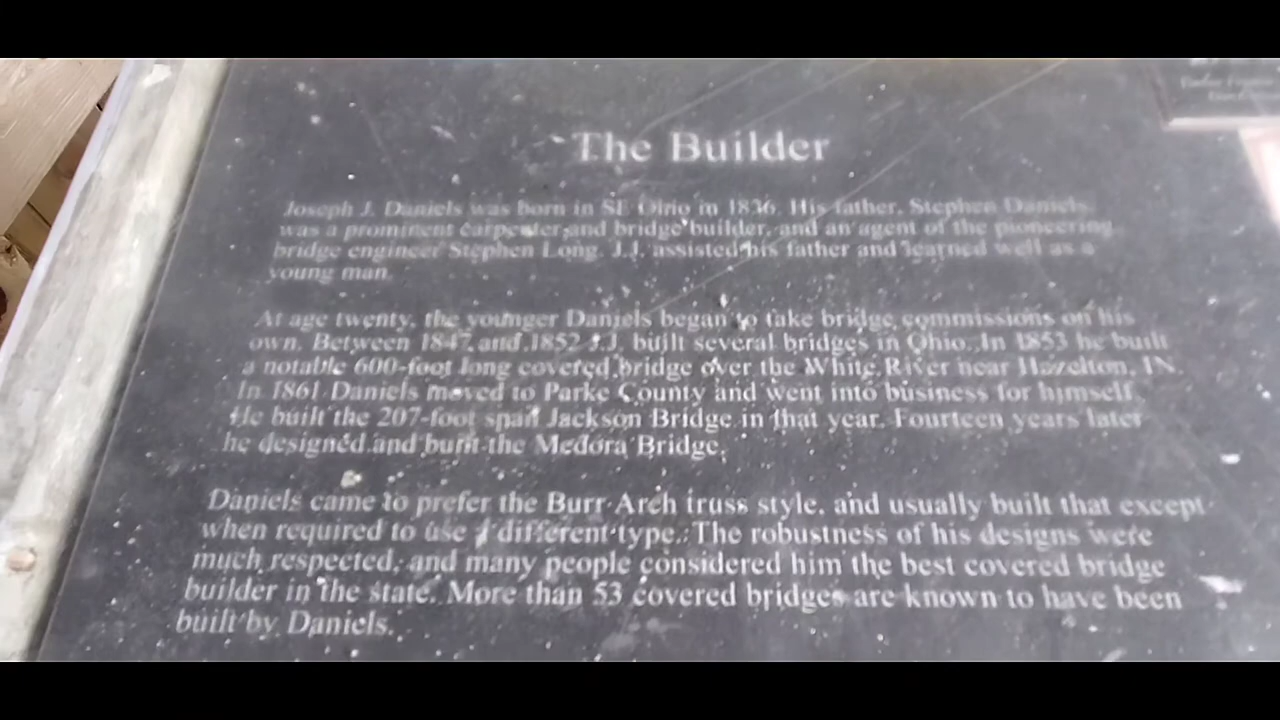 The Builder
Joseph J. Daniels was born in SE Ohio in 1836. His father, Stephen Daniels,
was a prominent carpenter and bridge builder, and an agent of the pioneering
bridge engineer Stephen Long. J.J. assisted his father and learned well as a
young man.
At age twenty, the younger Daniels began to take bridge commissions on his
own. Between 1847 and 1852 J.J. built several bridges in Ohio. In 1853 he built
a notable 600-foot long covered bridge over the White River near Hazelton, IN.
In 1861 Daniels moved to Parke County and went into business for himself.
He built the 207-foot span Jackson Bridge in that year. Fourteen years later
he designed and built the Medora Bridge.
Daniels came to prefer the Burr Arch truss style, and usually built that except
when required to use a different type. The robustness of his designs were
much respected, and many people considered him the best covered bridge
builder in the state. More than 53 covered bridges are known to have been
built by Daniels.